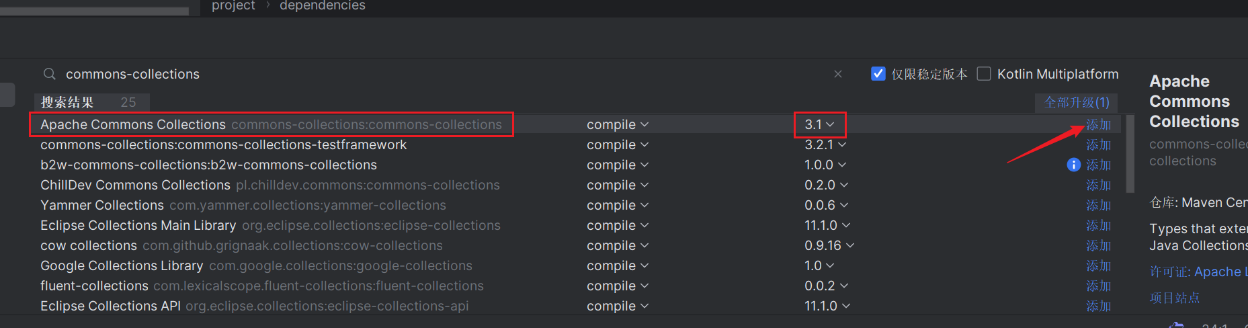 project > dependencies
commons-collections × 仅限稳定版本 Kotlin Multiplatform
搜索结果 25 全部升级(1)
Apache Commons Collections commons-collections:commons-collections compile 3.1 添加
commons-collections:commons-collections-testframework compile 3.2.1 添加
b2w-commons-collections:b2w-commons-collections compile 1.0.0 添加
ChillDev Commons Collections pl.chilldev.commons:commons-collections compile 0.2.0 添加
Yammer Collections com.yammer.collections:yammer-collections compile 0.0.6 添加
Eclipse Collections Main Library org.eclipse.collections:eclipse-collections compile 11.1.0 添加
cow collections com.github.grignaak.collections:cow-collections compile 0.9.16 添加
Google Collections Library com.google.collections:google-collections compile 1.0 添加
fluent-collections com.lexicalscope.fluent-collections:fluent-collections compile 0.0.2 添加
Eclipse Collections API org.eclipse.collections:eclipse-collections-api compile 11.1.0 添加
Apache
Commons
Collections
commons-collec
collections
仓库: Maven Cen
Types that exter
Java Collections
许可证: Apache L
项目站点